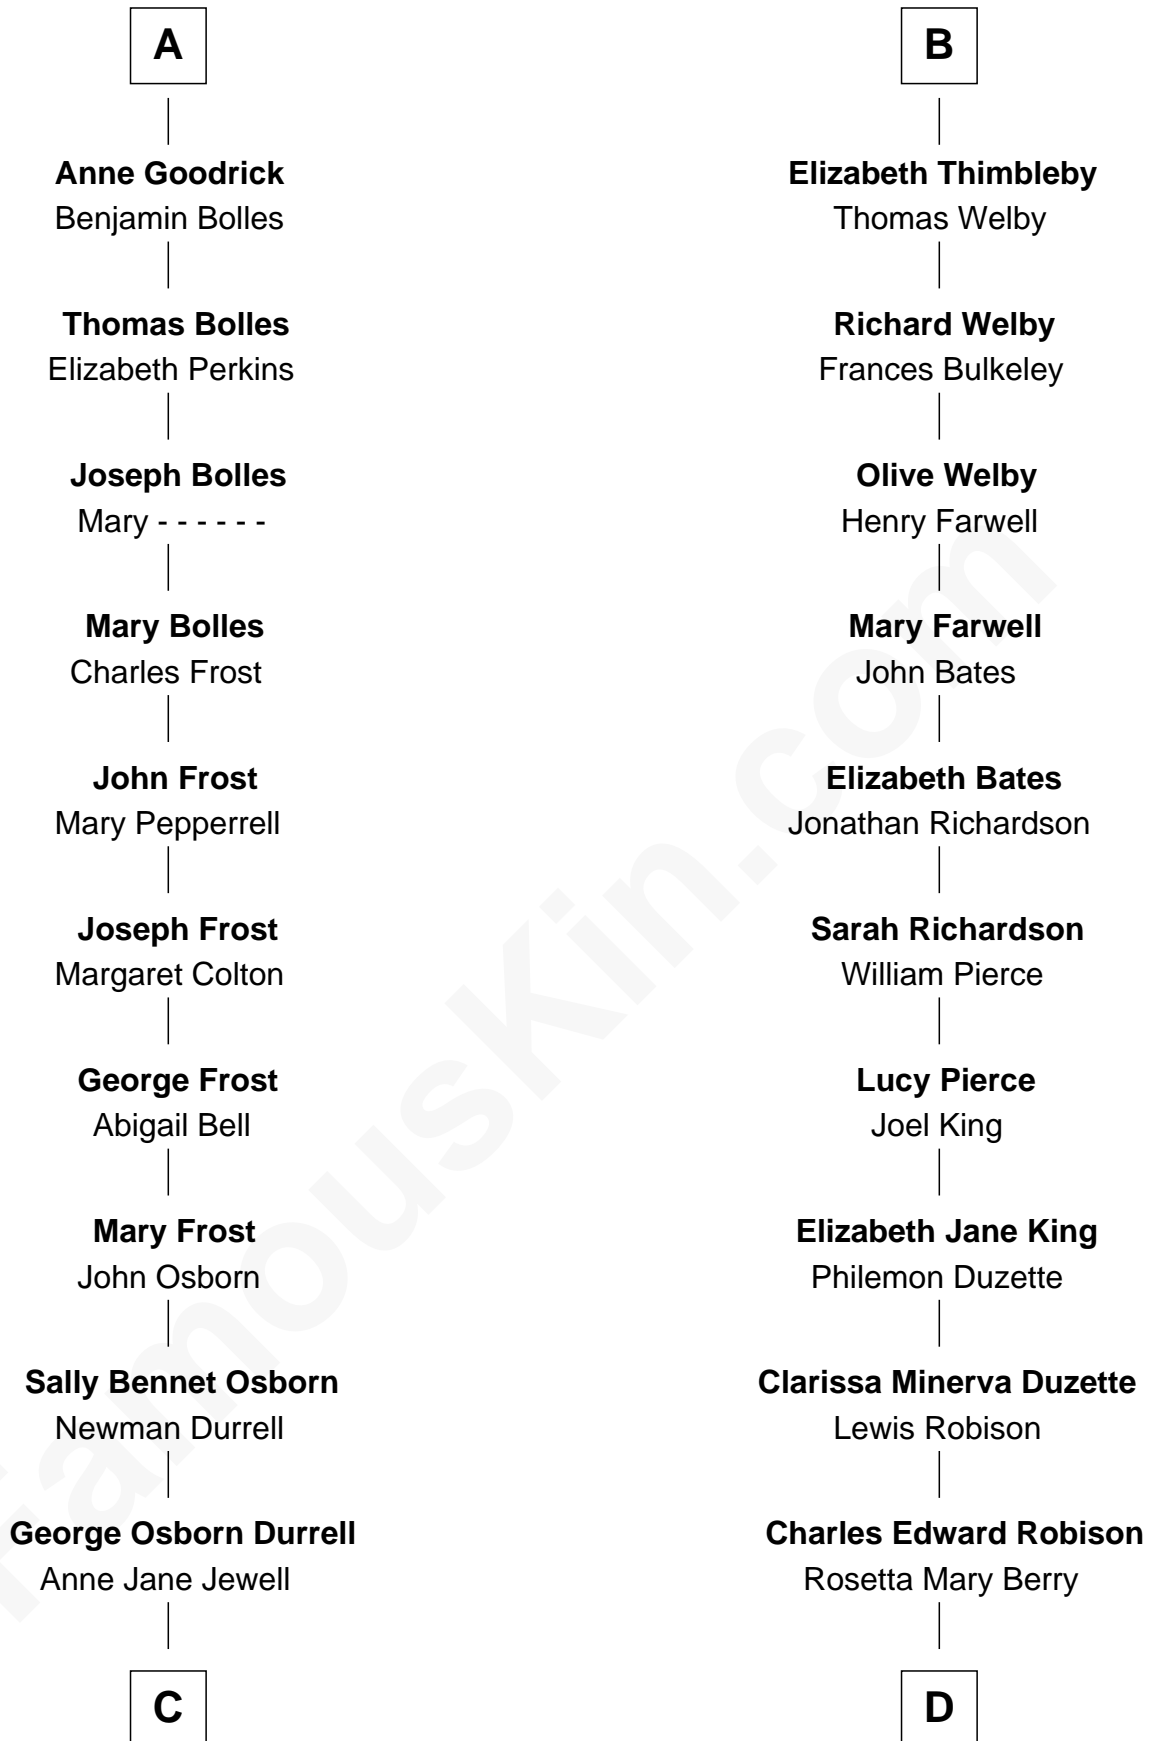 A
Anne Goodrick
Benjamin Bolles
Thomas Bolles
Elizabeth Perkins
Joseph Bolles
Mary - - - - - -
Mary Bolles
Charles Frost
John Frost
Mary Pepperrell
Joseph Frost
Margaret Colton
George Frost
Abigail Bell
Mary Frost
John Osborn
Sally Bennet Osborn
Newman Durrell
George Osborn Durrell
Anne Jane Jewell
C
B
Elizabeth Thimbleby
Thomas Welby
Richard Welby
Frances Bulkeley
Olive Welby
Henry Farwell
Mary Farwell
John Bates
Elizabeth Bates
Jonathan Richardson
Sarah Richardson
William Pierce
Lucy Pierce
Joel King
Elizabeth Jane King
Philemon Duzette
Clarissa Minerva Duzette
Lewis Robison
Charles Edward Robison
Rosetta Mary Berry
D
FamousKin.com